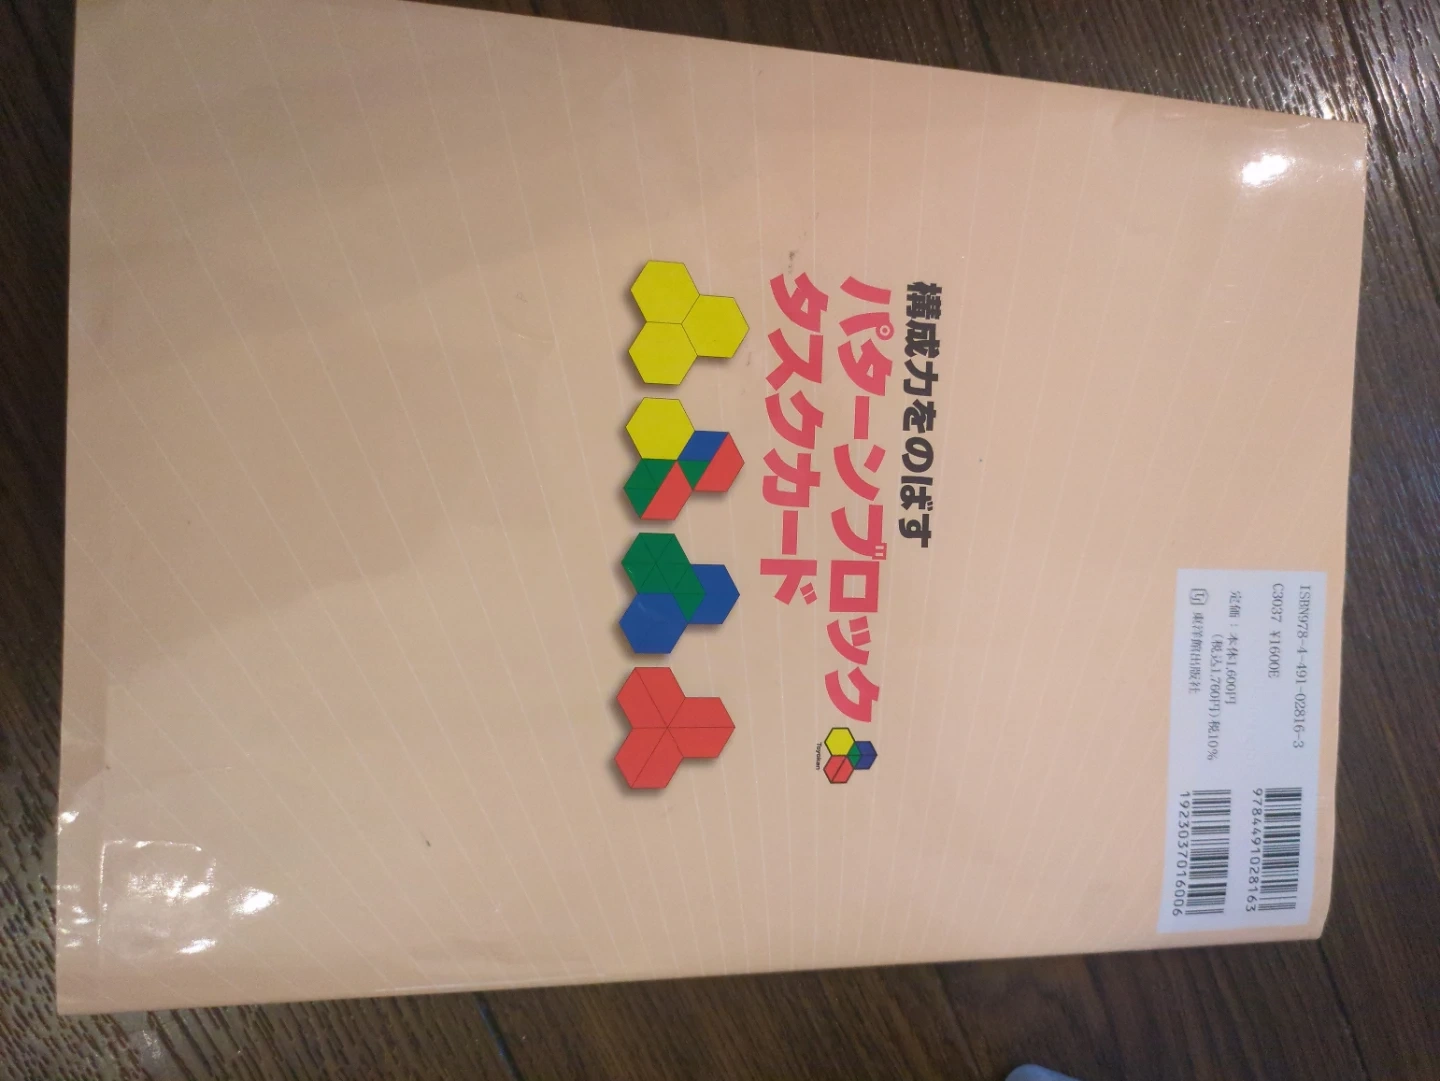 構成力をのばす
パターンブロック
タスクカード
Toyokan
ISBN978-4-491-02816-3
C3037 ¥1600E
定価：本体1,600円
(税込1,760円)税10%
東洋館出版社
9784491028163
1923037016006